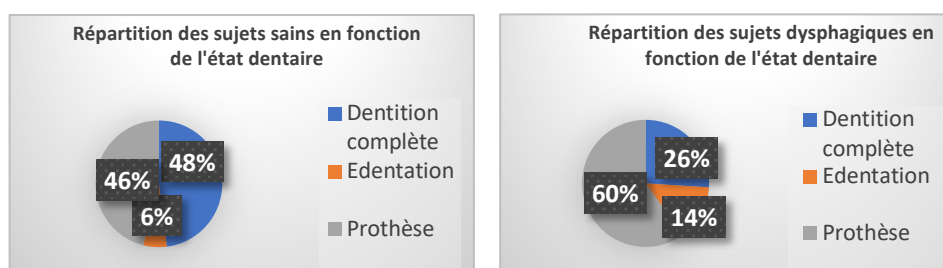 Répartition des sujets sains en fonction
de l'état dentaire
Dentition
complète
Edentation
Prothèse
48%
46%
6%
Répartition des sujets dysphagiques en
fonction de l'état dentaire
Dentition
complète
Edentation
Prothèse
26%
60%
14%